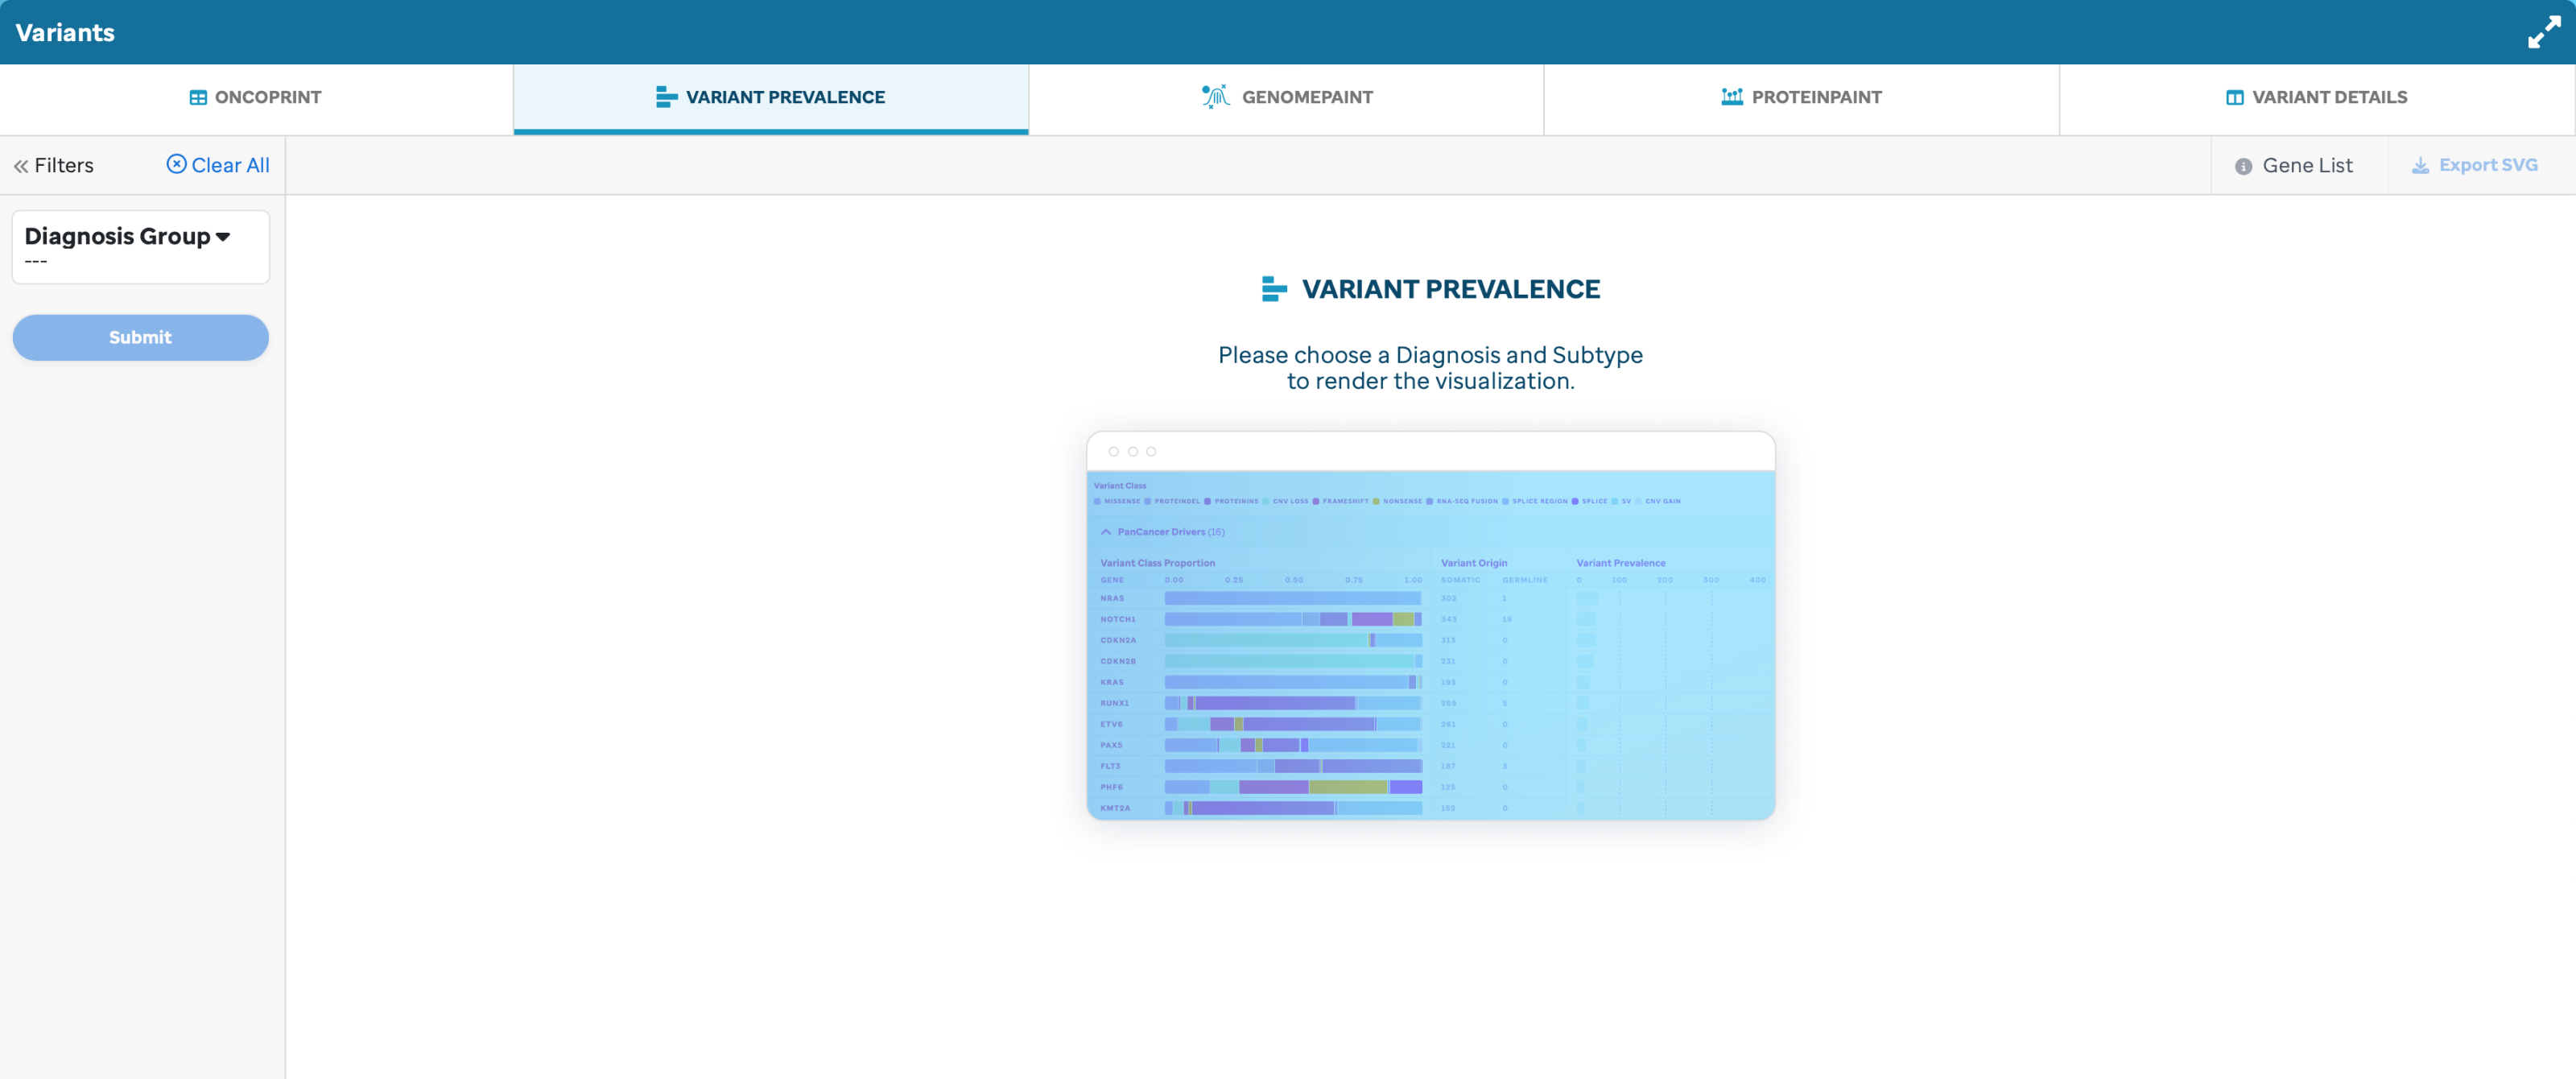 Variants
ONCOPRINT
VARIANT PREVALENCE
GENOMEPAINT
PROTEINPAINT
VARIANT DETAILS
Filters
Clear All
Gene List
Export SVG
Diagnosis Group
---
Submit
VARIANT PREVALENCE
Please choose a Diagnosis and Subtype
to render the visualization.
Variant Class
MISSENSE PROTEINDEL PROTEININS CNV LOSS FRAMESHIFT NONSENSE RNA-SEQ FUSION SPLICE REGION SPLICE SV CNV GAIN
PanCancer Drivers (16)
Variant Class Proportion Variant Origin Variant Prevalence
GENE 0.00 0.25 0.50 0.75 1.00 SOMATIC GERMLINE 0 100 200 300 400
NRAS 302 1
NOTCH1 343 19
CDKN2A 313 0
CDKN2B 231 0
KRAS 195 0
RUNX1 269 5
ETV6 261 0
PAX5 221 0
FLT3 187 3
PHF6 125 0
KMT2A 152 0